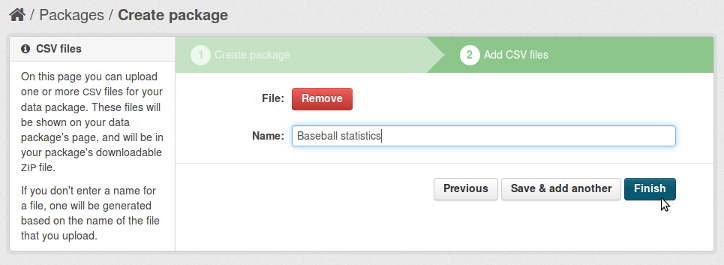 / Packages / Create package
CSV files
On this page you can upload
one or more CSV files for your
data package. These files will
be shown on your data
package's page, and will be in
your package's downloadable
ZIP file.
If you don't enter a name for
a file, one will be generated
based on the name of the file
that you upload.
1 Create package
2 Add CSV files
File: Remove
Name: Baseball statistics
Previous Save & add another Finish